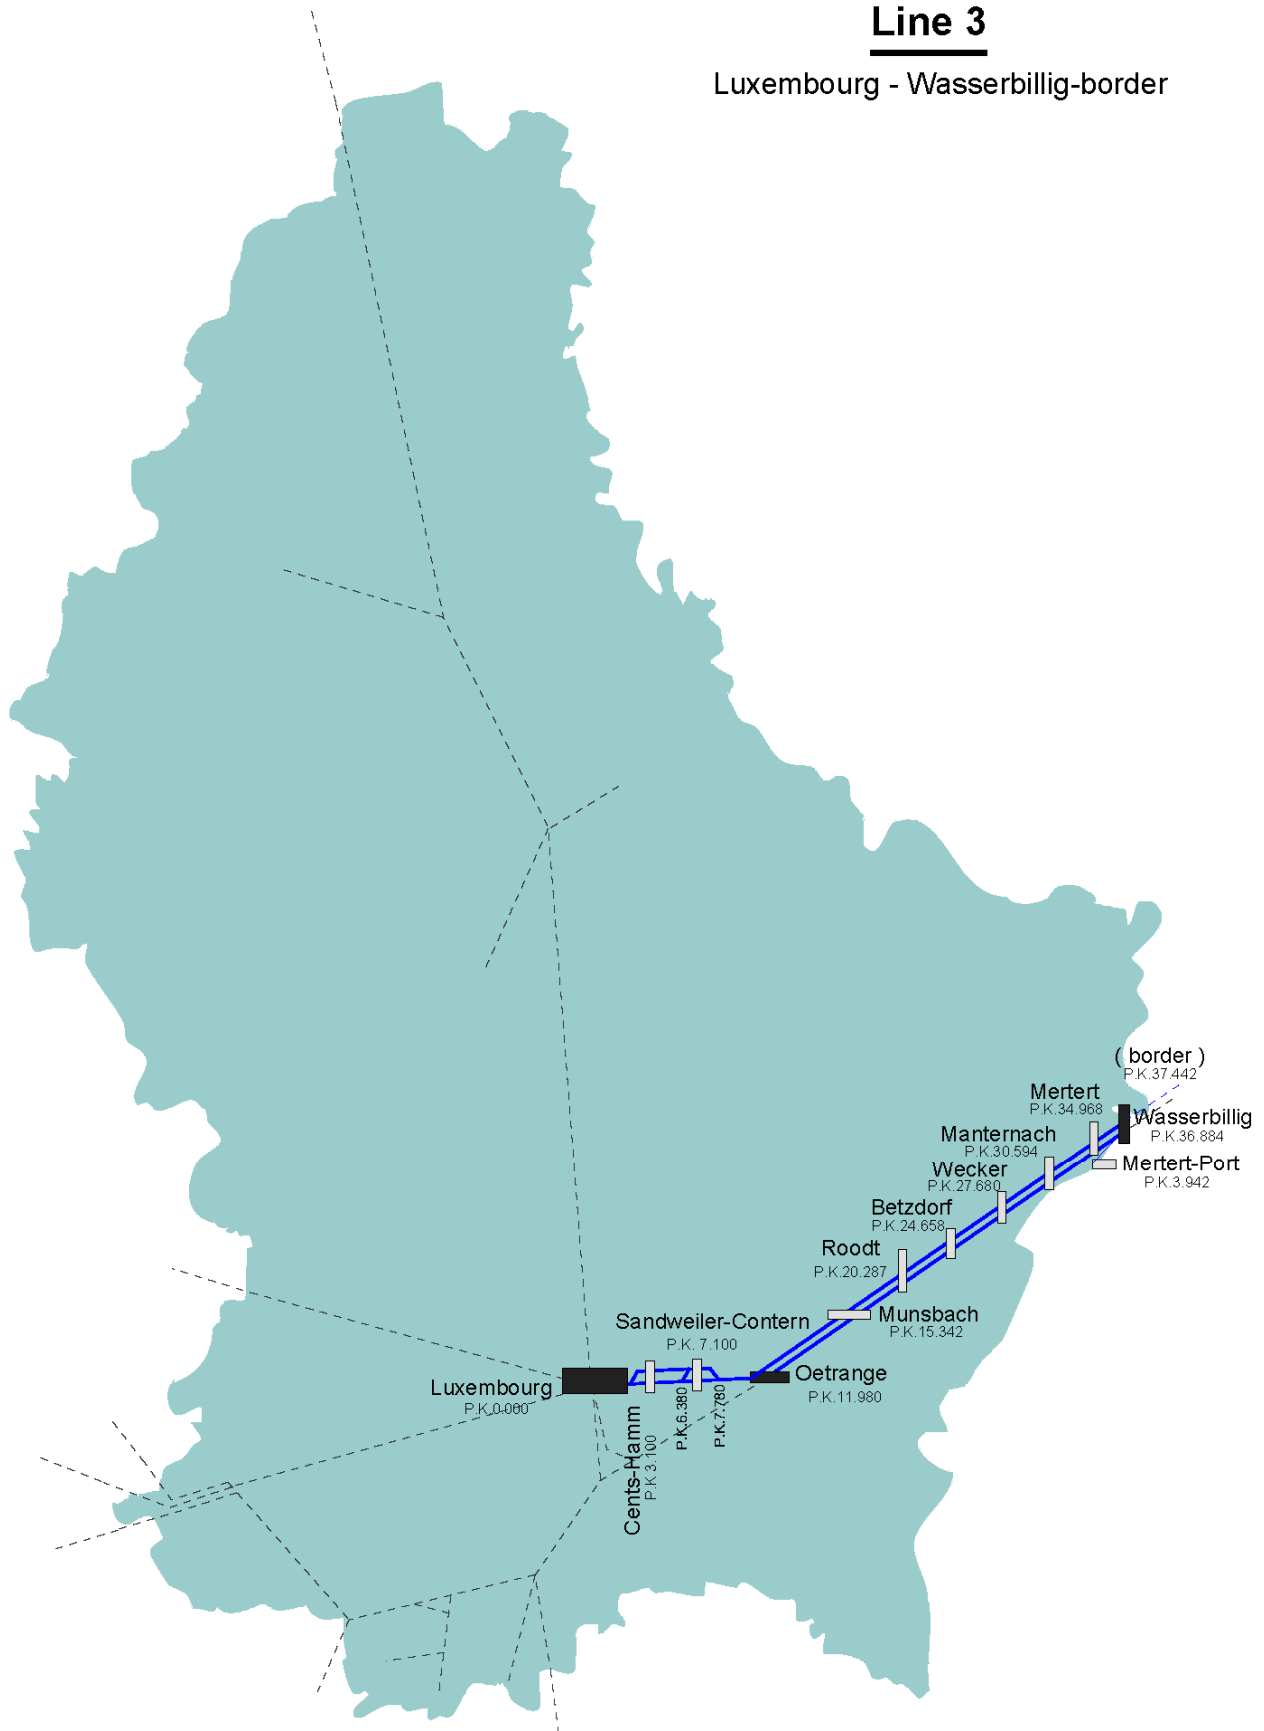 Line 3
Luxembourg - Wasserbillig-border
( border )
P.K.37.442
Mertert
P.K.34.968
Wasserbillig
P.K.36.884
Manternach
P.K.30.594
Mertert-Port
P.K.3.942
Wecker
P.K.27.680
Betzdorf
P.K.24.658
Roodt
P.K.20.287
Munsbach
P.K.15.342
Sandweiler-Contern
P.K. 7.100
Oetrange
P.K.11.980
Luxembourg
P.K.0.000
P.K.6.380
P.K.7.780
Cents-Hamm
P.K 3.100